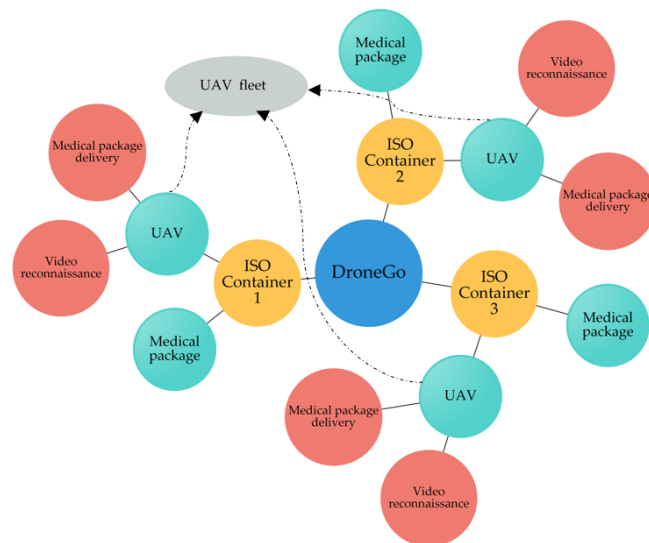 Medical
package
Video
reconnaissance
UAV fleet
ISO
Container
2
UAV
Medical package
delivery
Medical package
delivery
UAV
Video
reconnaissance
ISO
Container
1
DroneGo
ISO
Container
3
Medical
package
Medical
package
UAV
Medical package
delivery
Video
reconnaissance